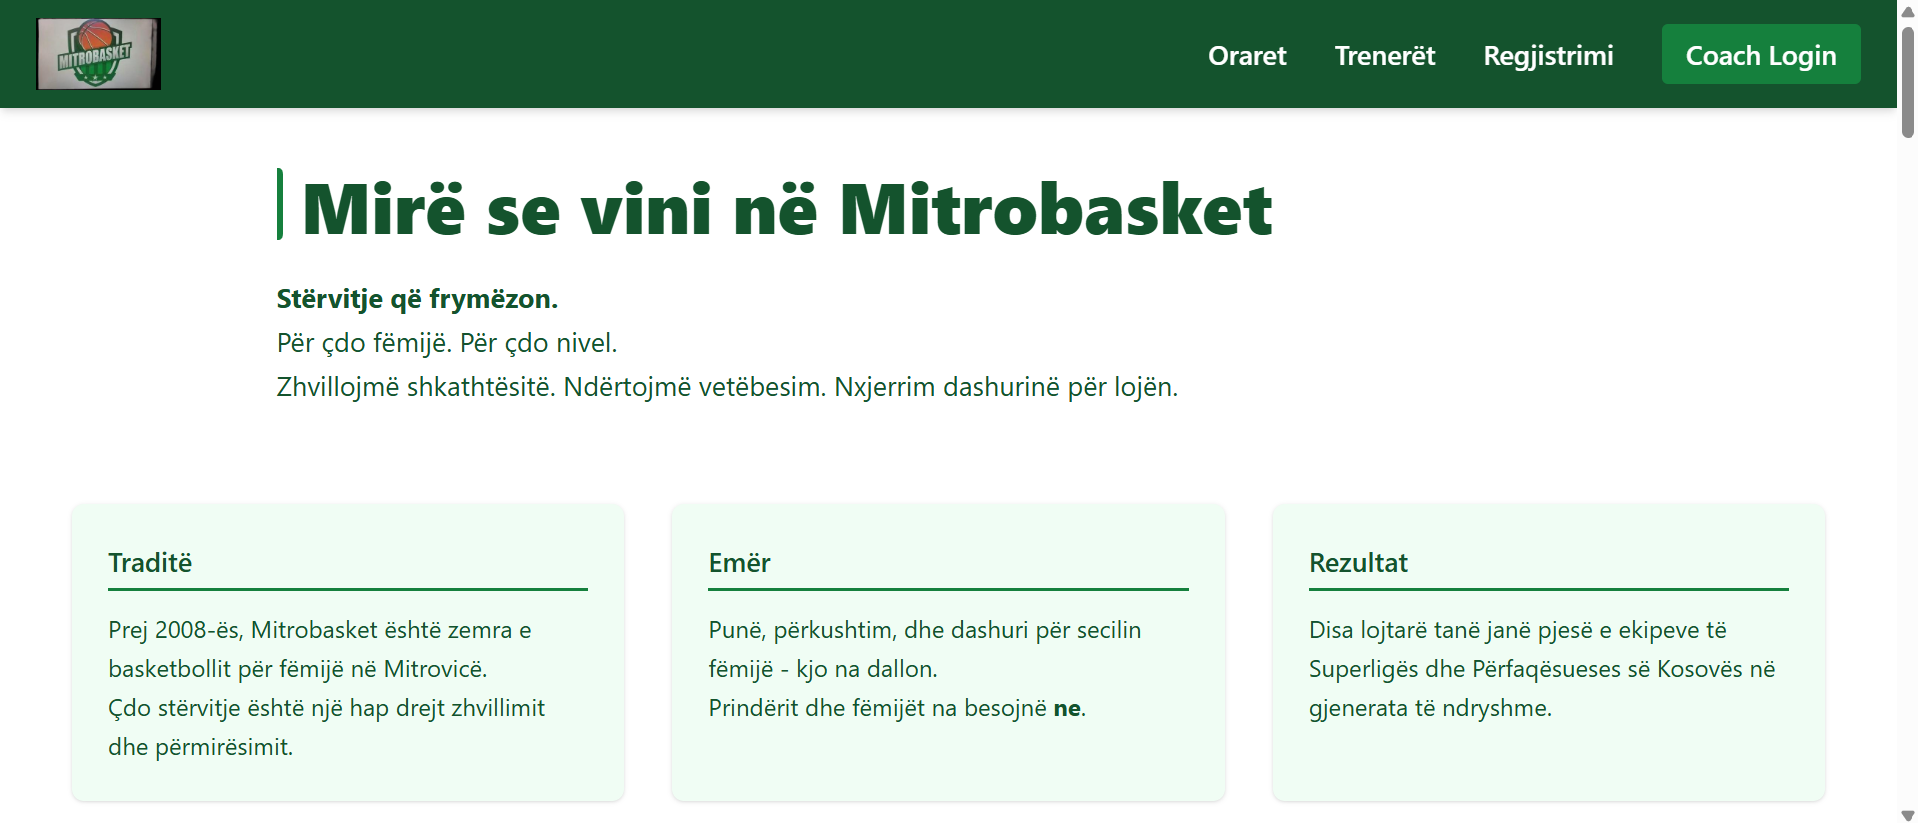 MITROBASKET
Oraret
Trenerët
Regjistrimi
Coach Login
Mirë se vini në Mitrobasket
Stërvitje që frymëzon.
Për çdo fëmijë. Për çdo nivel.
Zhvillojmë shkathtësitë. Ndërtojmë vetëbesim. Nxjerrim dashurinë për lojën.
Traditë
Prej 2008-ës, Mitrobasket është zemra e
basketbollit për fëmijë në Mitrovicë.
Çdo stërvitje është një hap drejt zhvillimit
dhe përmirësimit.
Emër
Punë, përkushtim, dhe dashuri për secilin
fëmijë - kjo na dallon.
Prindërit dhe fëmijët na besojnë ne.
Rezultat
Disa lojtarë tanë janë pjesë e ekipeve të
Superligës dhe Përfaqësueses së Kosovës në
gjenerata të ndryshme.